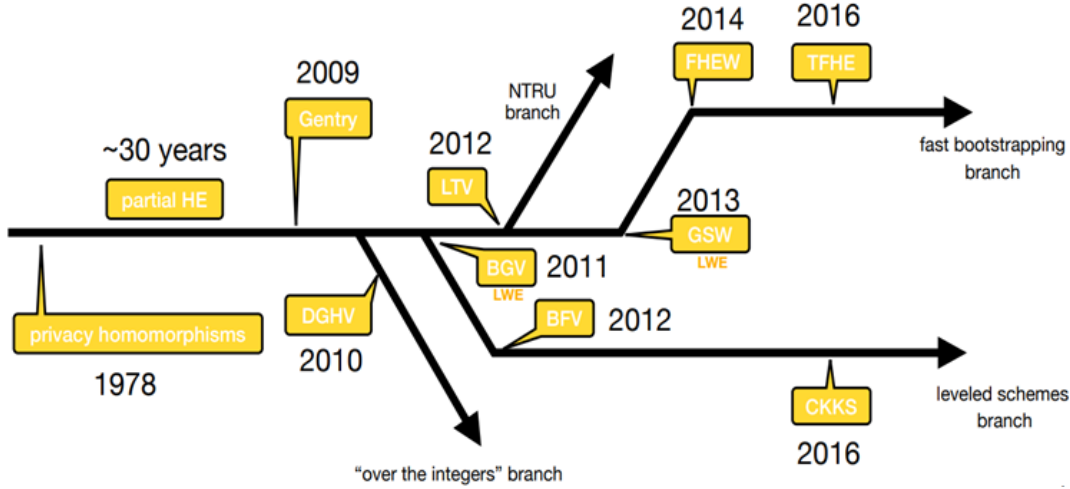 2014
2016
FHEW
TFHE
2009
NTRU
branch
Gentry
fast bootstrapping
branch
~30 years
2012
LTV
partial HE
2013
GSW
LWE
BGV
2011
LWE
privacy homomorphisms
1978
DGHV
2010
BFV
2012
leveled schemes
branch
CKKS
2016
“over the integers” branch